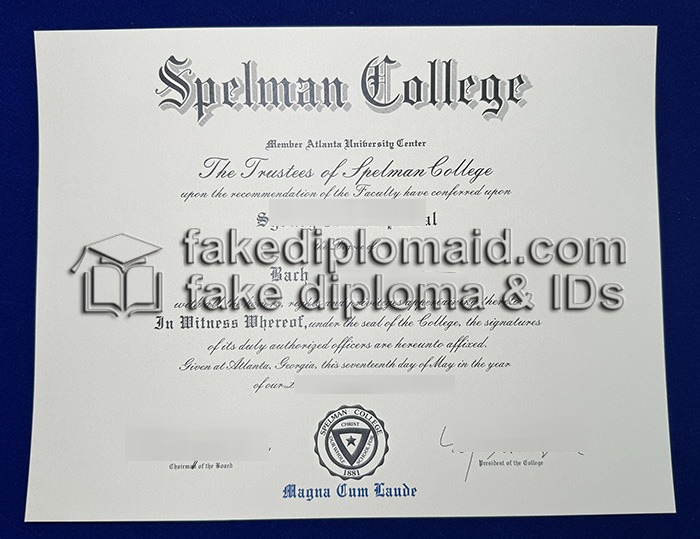 Spelman College
Member Atlanta University Center
The Trustees of Spelman College
upon the recommendation of the Faculty have conferred upon
fakediplomaid.com
Bach
fake diploma & IDs
In Witness Whereof, under the seal of the College, the signatures
of its duly authorized officers are hereunto affixed.
Given at Atlanta, Georgia, this seventeenth day of May in the year
of our
SPELMAN COLLEGE
CHRIST
1881
Chairman of the Board
President of the College
Magna Cum Laude